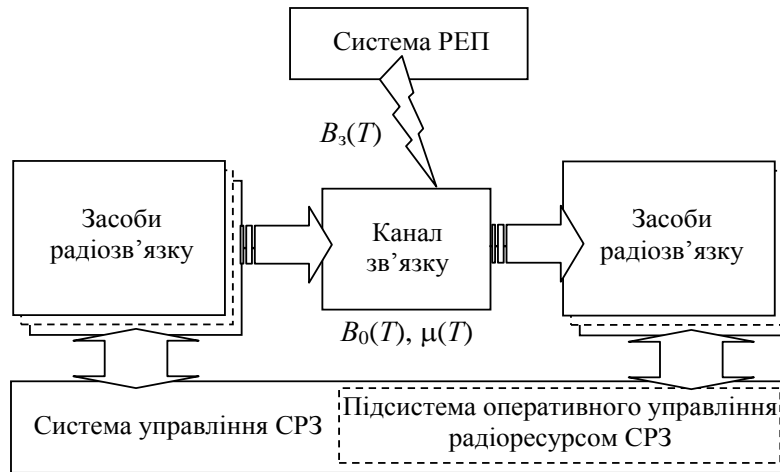 Система РЕП
Bз(T)
Засоби
радіозв’язку
Канал
зв’язку
Засоби
радіозв’язку
B0(T), μ(T)
Система управління СРЗ
Підсистема оперативного управління
радіоресурсом СРЗ